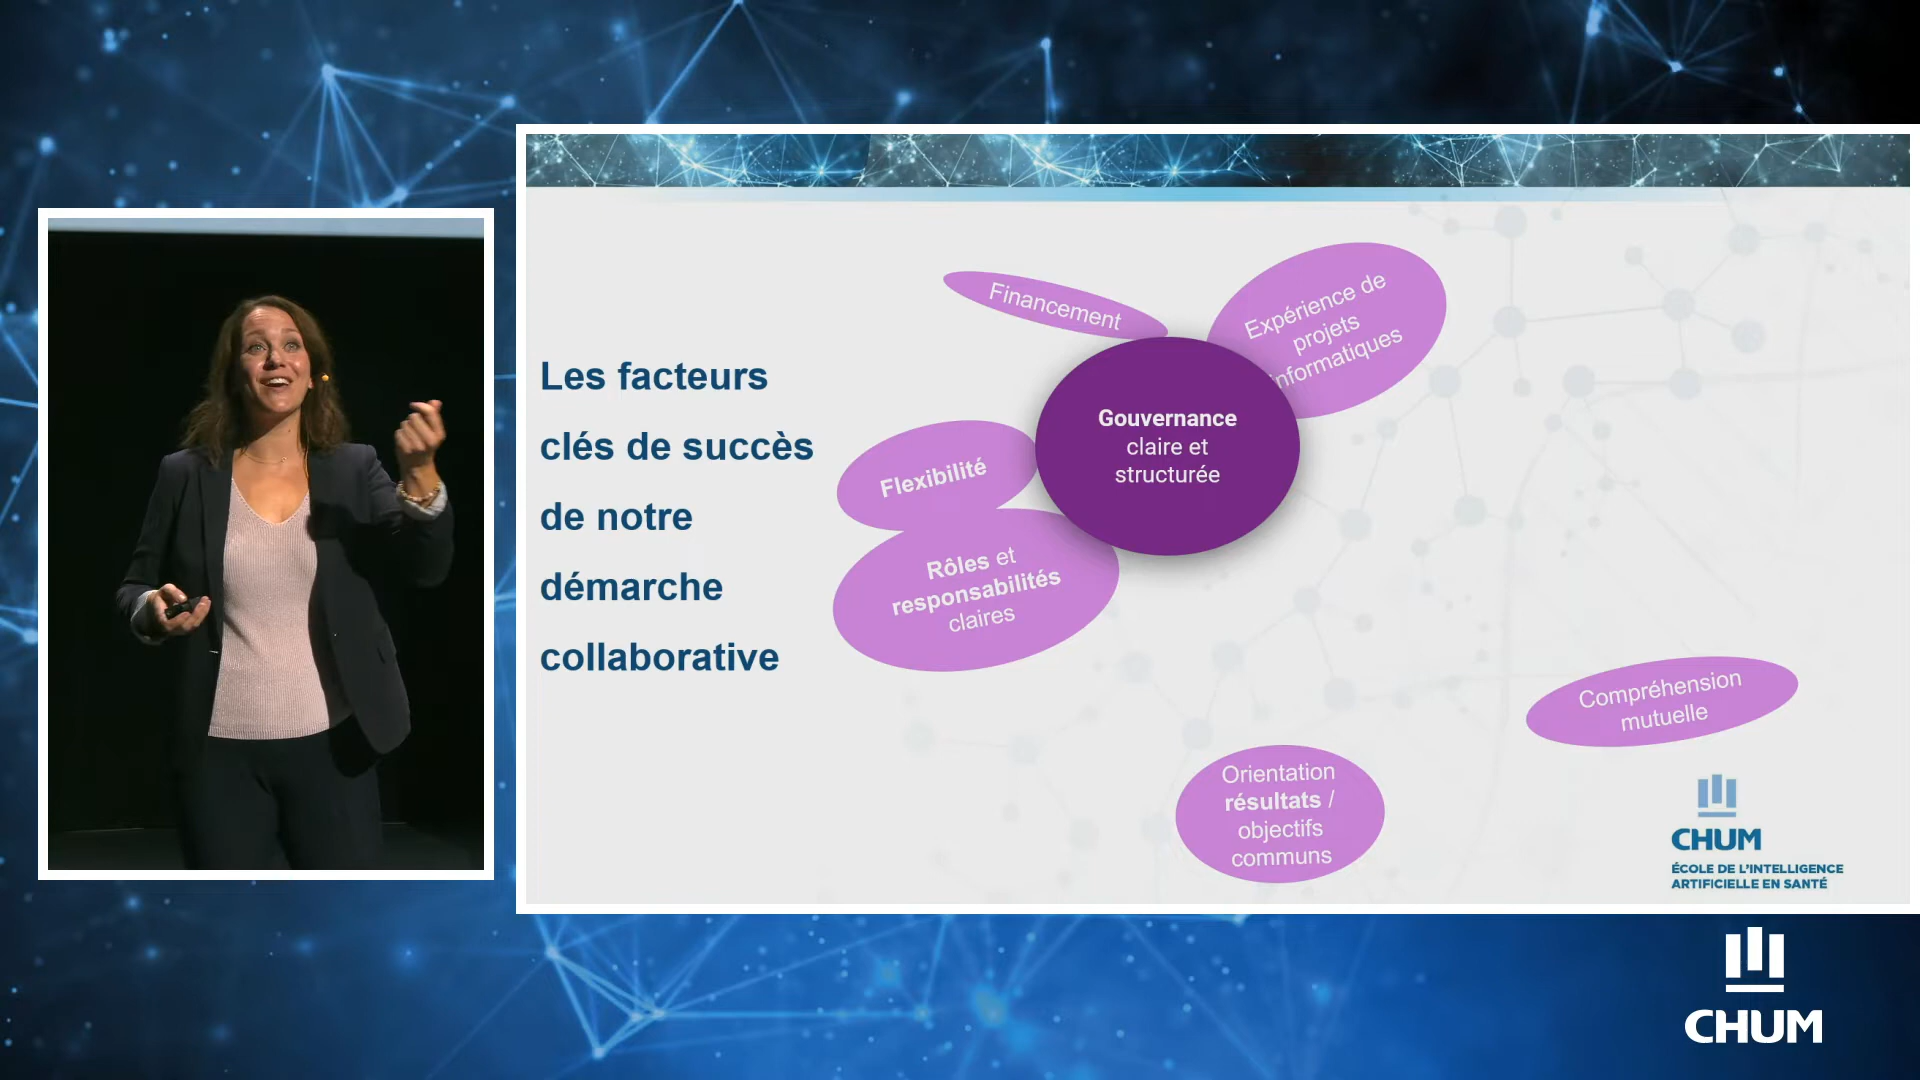 Les facteurs
clés de succès
de notre
démarche
collaborative
Financement
Expérience de
projets
informatiques
Gouvernance
claire et
structurée
Flexibilité
Rôles et
responsabilités
claires
Compréhension
mutuelle
Orientation
résultats /
objectifs
communs
CHUM
ÉCOLE DE L'INTELLIGENCE
ARTIFICIELLE EN SANTÉ
CHUM